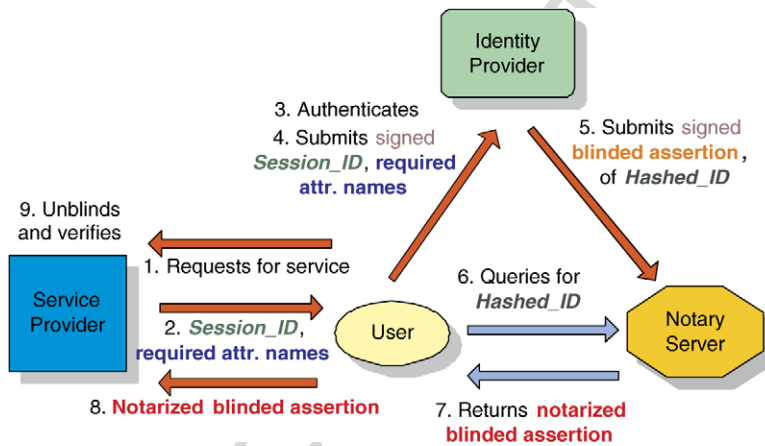 Identity
Provider
3. Authenticates
4. Submits signed
Session_ID, required
attr. names
5. Submits signed
blinded assertion,
of Hashed_ID
9. Unblinds
and verifies
1. Requests for service
Service
Provider
2. Session_ID,
required attr. names
User
6. Queries for
Hashed_ID
Notary
Server
8. Notarized blinded assertion
7. Returns notarized
blinded assertion